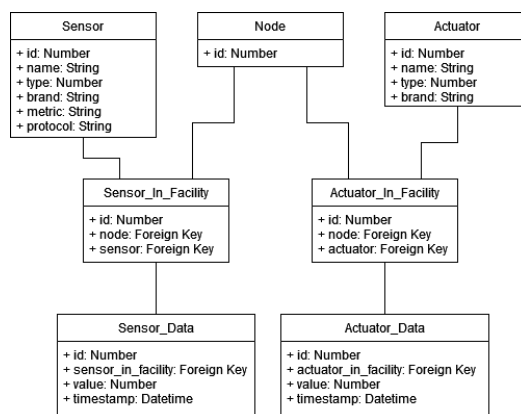 Sensor
+ id: Number
+ name: String
+ type: Number
+ brand: String
+ metric: String
+ protocol: String
Node
+ id: Number
Actuator
+ id: Number
+ name: String
+ type: Number
+ brand: String
Sensor_In_Facility
+ id: Number
+ node: Foreign Key
+ sensor: Foreign Key
Actuator_In_Facility
+ id: Number
+ node: Foreign Key
+ actuator: Foreign Key
Sensor_Data
+ id: Number
+ sensor_in_facility: Foreign Key
+ value: Number
+ timestamp: Datetime
Actuator_Data
+ id: Number
+ actuator_in_facility: Foreign Key
+ value: Number
+ timestamp: Datetime